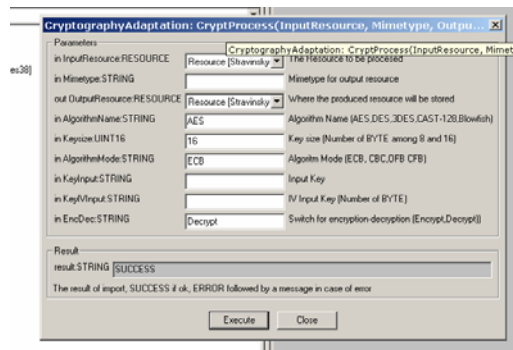 CryptographyAdaptation: CryptProcess(InputResource, Mimetype, Outpu...
Parameters
CryptographyAdaptation: CryptProcess(InputResource, Mimet
es38)
in InputResource:RESOURCE Resource [Stravinsky The Resource to be procesed
in Mimetype:STRING Mimetype for output resource
out OutputResource:RESOURCE Resource [Stravinsky Where the produced resource will be stored
in AlgorithmName:STRING AES Algorithm Name (AES,DES,3DES,CAST-128,Blowfish)
in Keysize:UINT16 16 Key size (Number of BYTE among 8 and 16)
in AlgorithmMode:STRING ECB Algoritm Mode (ECB, CBC,OFB CFB)
in KeyInput:STRING Input Key
in KeyIVInput:STRING IV Input Key (Number of BYTE)
in EncDec:STRING Decrypt Switch for encryption-decryption (Encrypt,Decrypt))
Result
result:STRING SUCCESS
The result of import, SUCCESS if ok, ERROR followed by a message in case of error
Execute Close